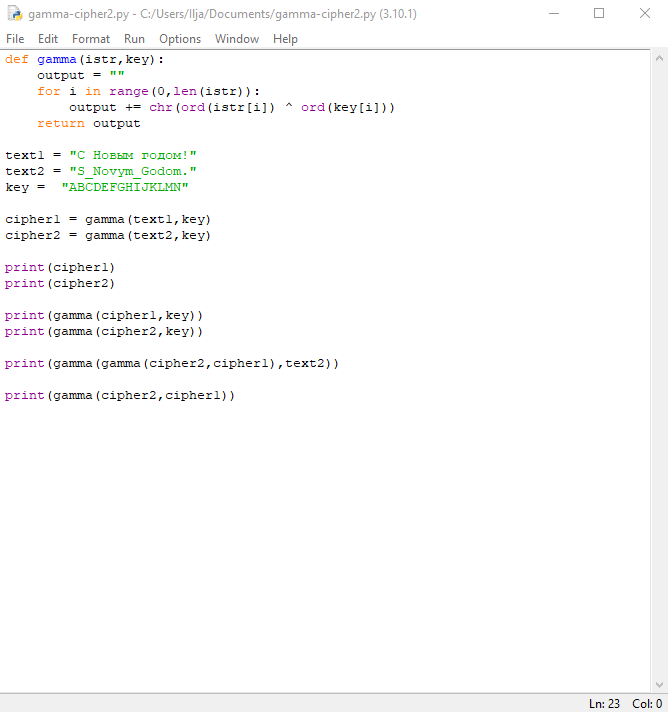 gamma-cipher2.py - C:/Users/Ilja/Documents/gamma-cipher2.py (3.10.1)
File Edit Format Run Options Window Help
def gamma(istr,key):
    output = ""
    for i in range(0,len(istr)):
        output += chr(ord(istr[i]) ^ ord(key[i]))
    return output

text1 = "С Новым годом!"
text2 = "S_Novym_Godom."
key =  "ABCDEFGHIJKLMN"

cipher1 = gamma(text1,key)
cipher2 = gamma(text2,key)

print(cipher1)
print(cipher2)

print(gamma(cipher1,key))
print(gamma(cipher2,key))

print(gamma(gamma(cipher2,cipher1),text2))

print(gamma(cipher2,cipher1))
Ln: 23 Col: 0